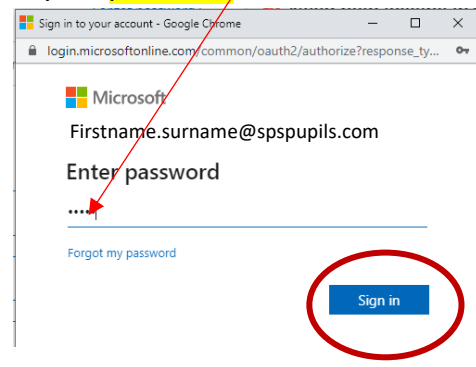 Sign in to your account - Google Chrome
login.microsoftonline.com/common/oauth2/authorize?response_ty...
Microsoft
Firstname.surname@spspupils.com
Enter password
Forgot my password
Sign in